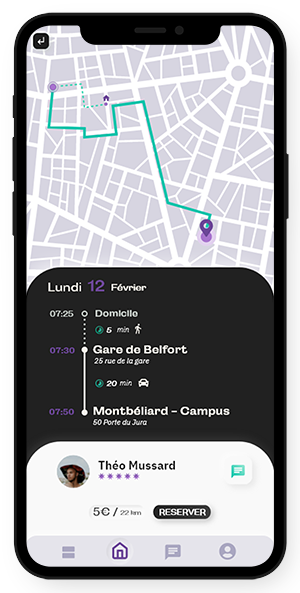 Lundi 12 Février
07:25 Domicile
5 min
07:30 Gare de Belfort
25 rue de la gare
20 min
07:50 Montbéliard - Campus
50 Porte du Jura
Théo Mussard
5€ / 22 km RESERVER